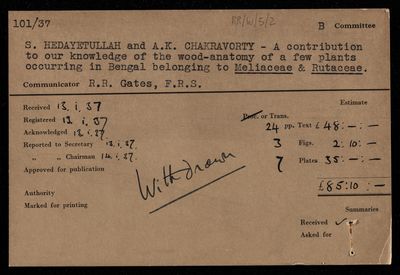 101/37 RR/W/5/2 B Committee
S. HEDAYETULLAH and A.K. CHAKRAVORTY - A contribution
to our knowledge of the wood-anatomy of a few plants
occurring in Bengal belonging to Meliaceae & Rutaceae.
Communicator R.R. Gates, F.R.S.
Received 13. i. 37 Estimate
Registered 13. i. 37 Proc. or Trans.
Acknowledged 13. i. 37 24 pp. Text £ 48 : — : —
Reported to Secretary 13. i. 37. 3 Figs. 2 : 10 : —
„ „ Chairman 14. i. 37. 7 Plates 35 : — : —
Approved for publication
Withdrawn £85 : 10 : —
Authority
Marked for printing Summaries
Received ✓
Asked for